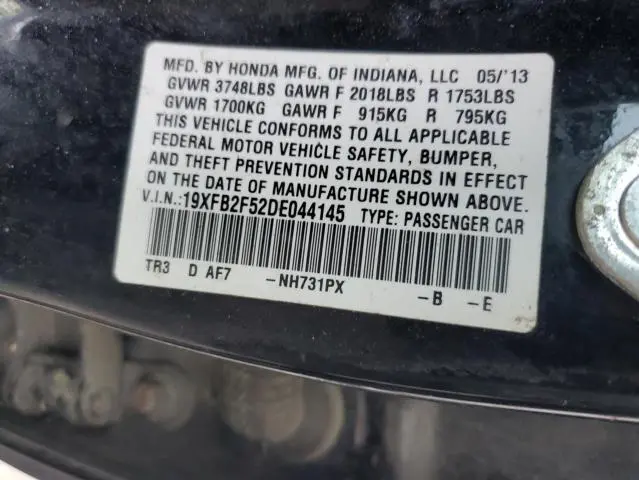 MFD. BY HONDA MFG. OF INDIANA, LLC 05/'13
GVWR 3748LBS GAWR F 2018LBS R 1753LBS
GVWR 1700KG GAWR F 915KG R 795KG
THIS VEHICLE CONFORMS TO ALL APPLICABLE
FEDERAL MOTOR VEHICLE SAFETY, BUMPER,
AND THEFT PREVENTION STANDARDS IN EFFECT
ON THE DATE OF MANUFACTURE SHOWN ABOVE.
V.I.N.:19XFB2F52DE044145 TYPE: PASSENGER CAR
TR3 D AF7 -NH731PX -B -E